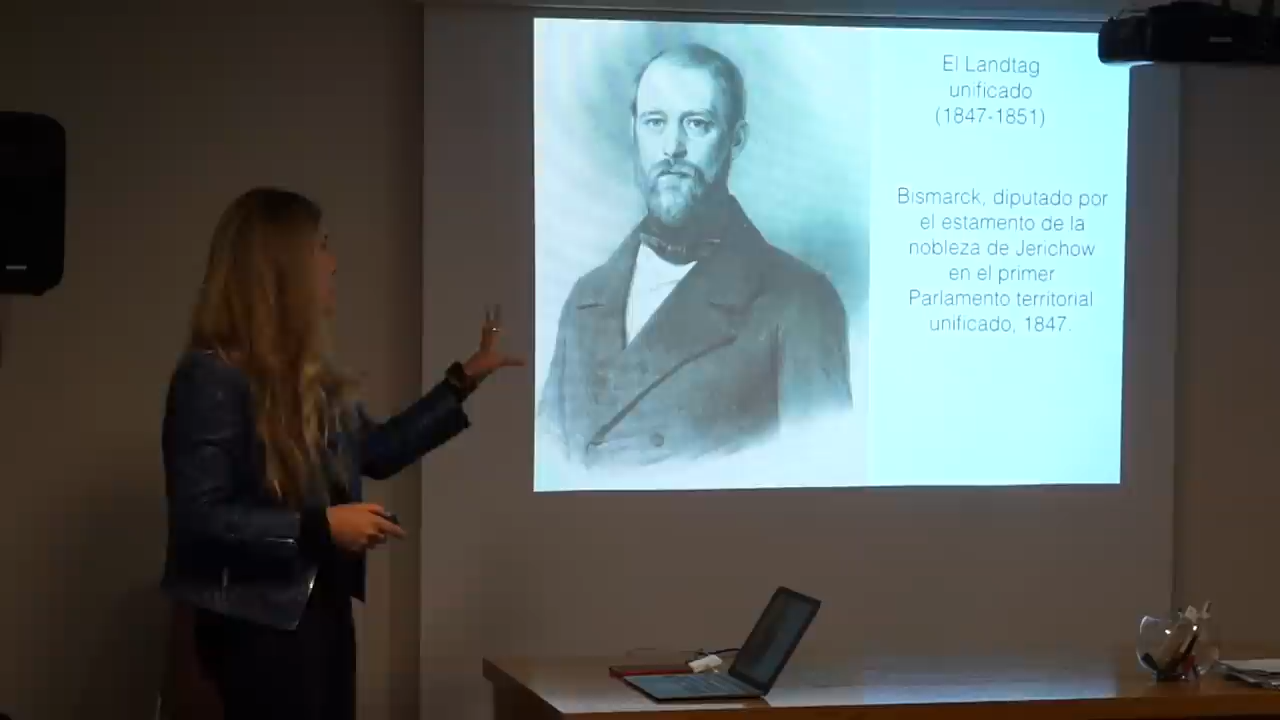 El Landtag
unificado
(1847-1851)
Bismarck, diputado por
el estamento de la
nobleza de Jerichow
en el primer
Parlamento territorial
unificado, 1847.